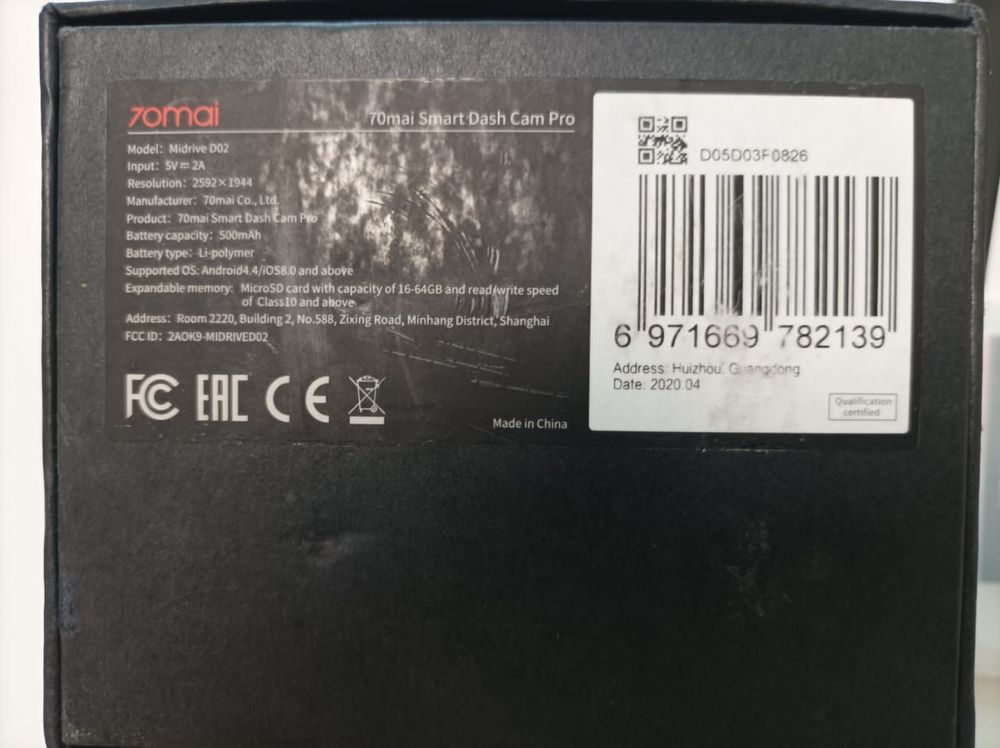 70mai
70mai Smart Dash Cam Pro
Model: Midrive D02
Input: 5V⎓2A
Resolution: 2592×1944
Manufacturer: 70mai Co., Ltd.
Product: 70mai Smart Dash Cam Pro
Battery capacity: 500mAh
Battery type: Li-polymer
Supported OS: Android4.4/iOS8.0 and above
Expandable memory: MicroSD card with capacity of 16-64GB and read/write speed
of Class10 and above
Address: Room 2220, Building 2, No.588, Zixing Road, Minhang District, Shanghai
FCC ID: 2AOK9-MIDRIVED02
FC EAC CE
Made in China
D05D03F0826
6 971669 782139
Address: Huizhou, Guangdong
Date: 2020.04
Qualification
certified